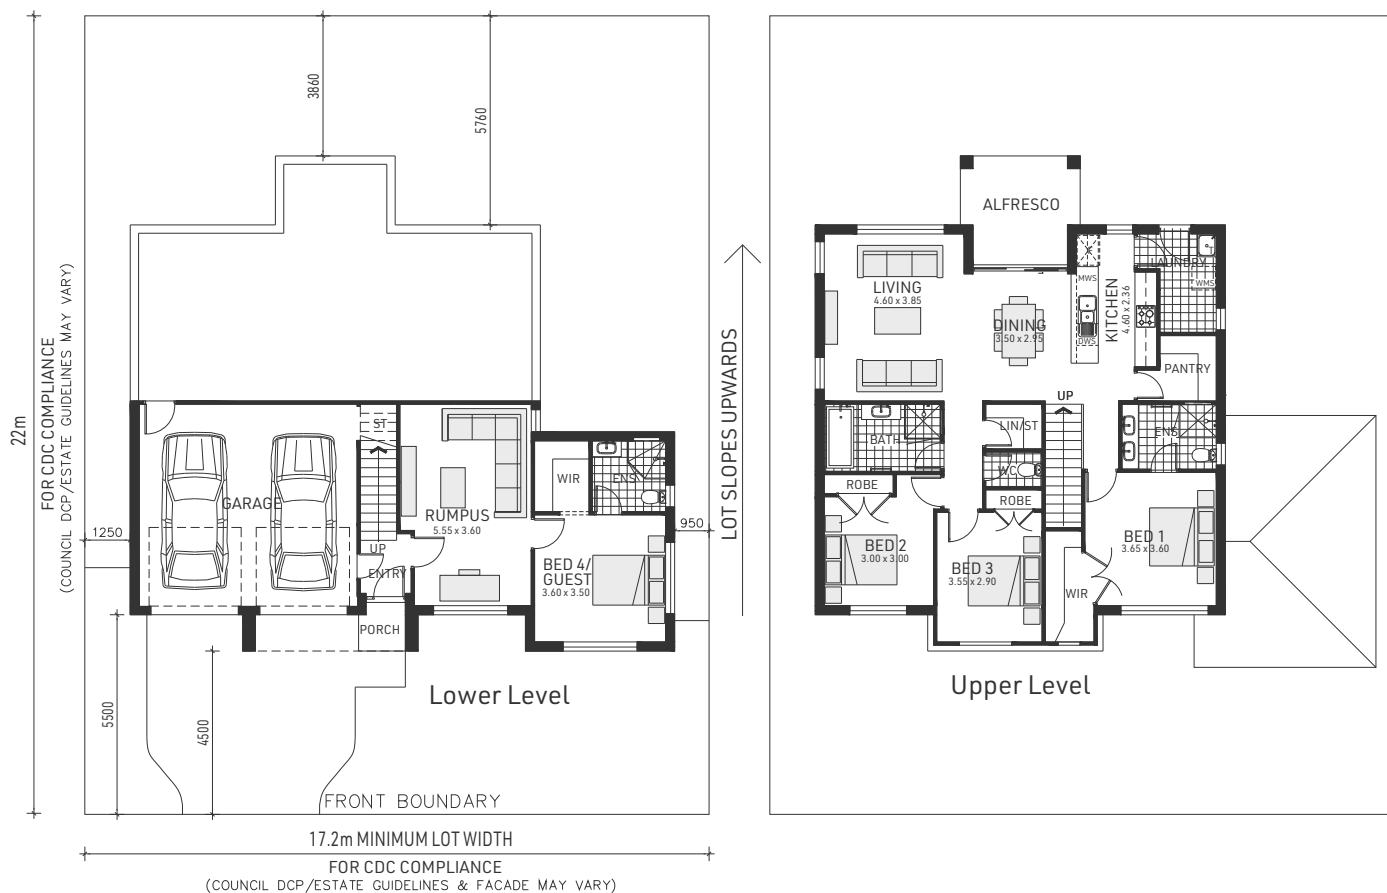 22m
FOR CDC COMPLIANCE
(COUNCIL DCP/ESTATE GUIDELINES MAY VARY)
3860
5760
1250
950
5500
4500
ST
UP
GARAGE
ENTRY
PORCH
RUMPUS
5.55 x 3.60
WIR
ENS
BED 4/
GUEST
3.60 x 3.50
Lower Level
FRONT BOUNDARY
17.2m MINIMUM LOT WIDTH
FOR CDC COMPLIANCE
(COUNCIL DCP/ESTATE GUIDELINES & FACADE MAY VARY)
LOT SLOPES UPWARDS
ALFRESCO
LIVING
4.60 x 3.85
DINING
3.50 x 2.95
MWS
DWS
KITCHEN
4.60 x 2.36
LAUNDRY
WMS
PANTRY
UP
BATH
LIN/ST
WC
ENS
ROBE
ROBE
BED 2
3.00 x 3.00
BED 3
3.55 x 2.90
WIR
BED 1
3.65 x 3.60
Upper Level